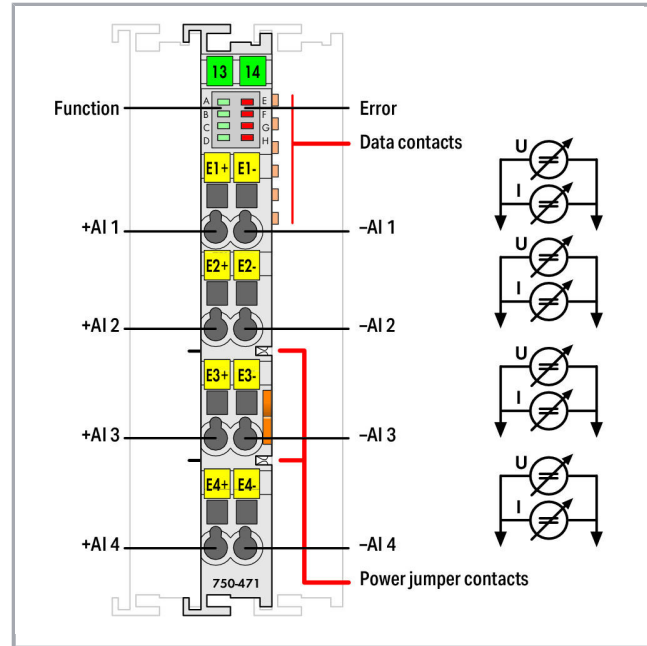 13 14
A E
Function Error
B F
C G
Data contacts
D H
E1+ E1-
U
I
+AI 1 –AI 1
E2+ E2-
U
I
+AI 2 –AI 2
E3+ E3-
U
I
+AI 3 –AI 3
E4+ E4-
U
I
+AI 4 –AI 4
750-471
Power jumper contacts